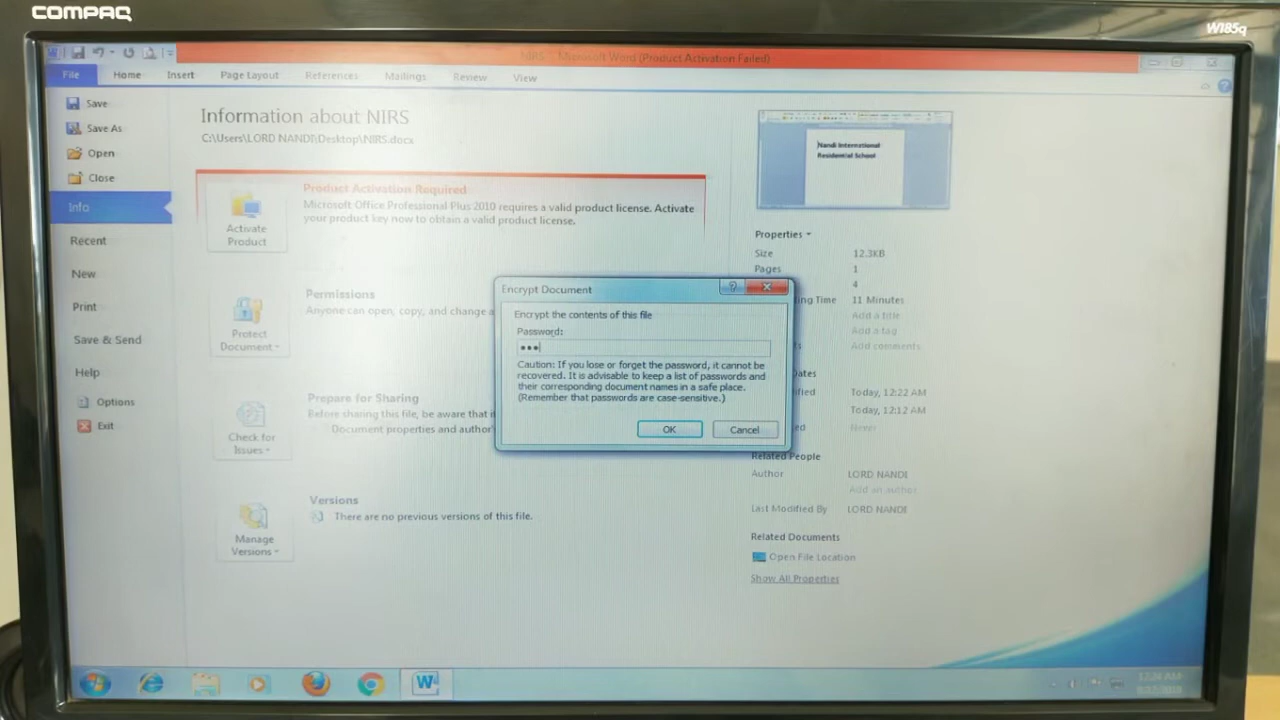 COMPAQ
W185q
NIRS - Microsoft Word (Product Activation Failed)
File Home Insert Page Layout References Mailings Review View
Save
Save As
Open
Close
Info
Recent
New
Print
Save & Send
Help
Options
Exit
Information about NIRS
C:\Users\LORD NANDI\Desktop\NIRS.docx
Activate
Product
Product Activation Required
Microsoft Office Professional Plus 2010 requires a valid product license. Activate
your product key now to obtain a valid product license.
Protect
Document
Permissions
Anyone can open, copy, and change a
Check for
Issues
Prepare for Sharing
Before sharing this file, be aware that it
Document properties and author'
Manage
Versions
Versions
There are no previous versions of this file.
Encrypt Document
Encrypt the contents of this file
Password:
Caution: If you lose or forget the password, it cannot be
recovered. It is advisable to keep a list of passwords and
their corresponding document names in a safe place.
(Remember that passwords are case-sensitive.)
OK Cancel
Nandi International
Residential School
Properties
Size 12.3KB
Pages 1
4
ing Time 11 Minutes
Add a title
Add a tag
s Add comments
Dates
ified Today, 12:22 AM
Today, 12:12 AM
ed Never
Related People
Author LORD NANDI
Add an author
Last Modified By LORD NANDI
Related Documents
Open File Location
Show All Properties